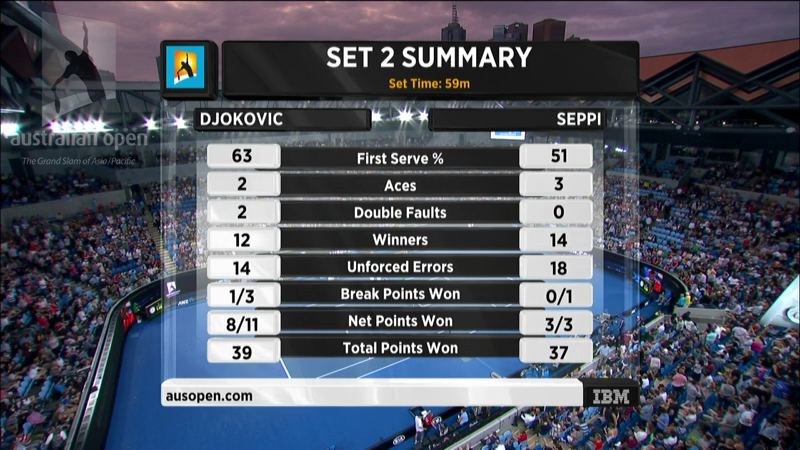 SET 2 SUMMARY
Set Time: 59m
DJOKOVIC SEPPI
australian open
The Grand Slam of Asia/Pacific
63 First Serve % 51
2 Aces 3
2 Double Faults 0
12 Winners 14
14 Unforced Errors 18
1/3 Break Points Won 0/1
8/11 Net Points Won 3/3
39 Total Points Won 37
ausopen.com IBM